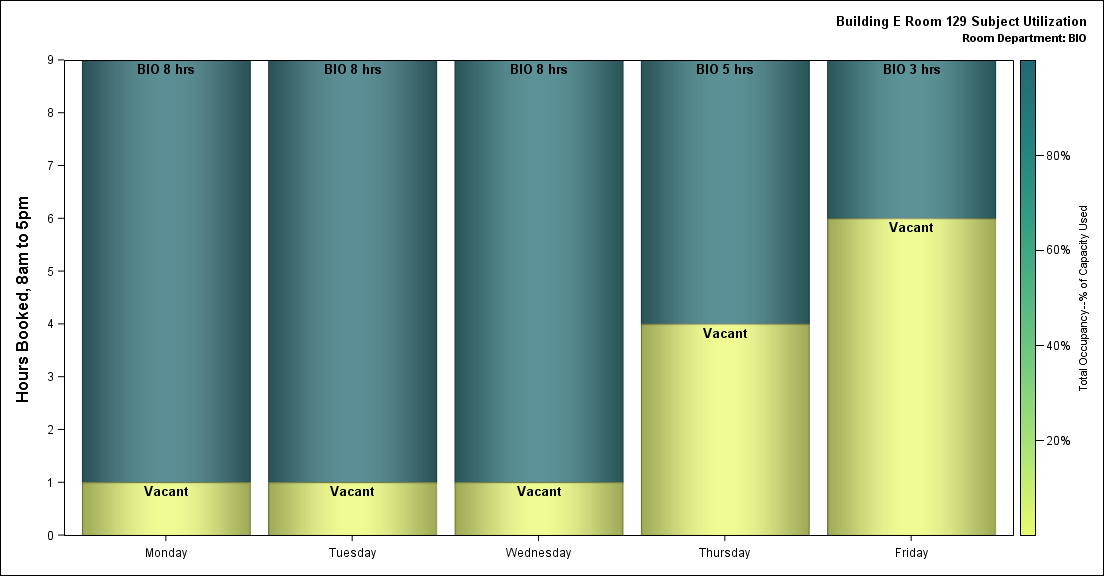 Building E Room 129 Subject Utilization
Room Department: BIO
Hours Booked, 8am to 5pm
9
8
7
6
5
4
3
2
1
0
BIO 8 hrs
Vacant
BIO 8 hrs
Vacant
BIO 8 hrs
Vacant
BIO 5 hrs
Vacant
BIO 3 hrs
Vacant
Monday
Tuesday
Wednesday
Thursday
Friday
80%
60%
40%
20%
Total Occupancy--% of Capacity Used